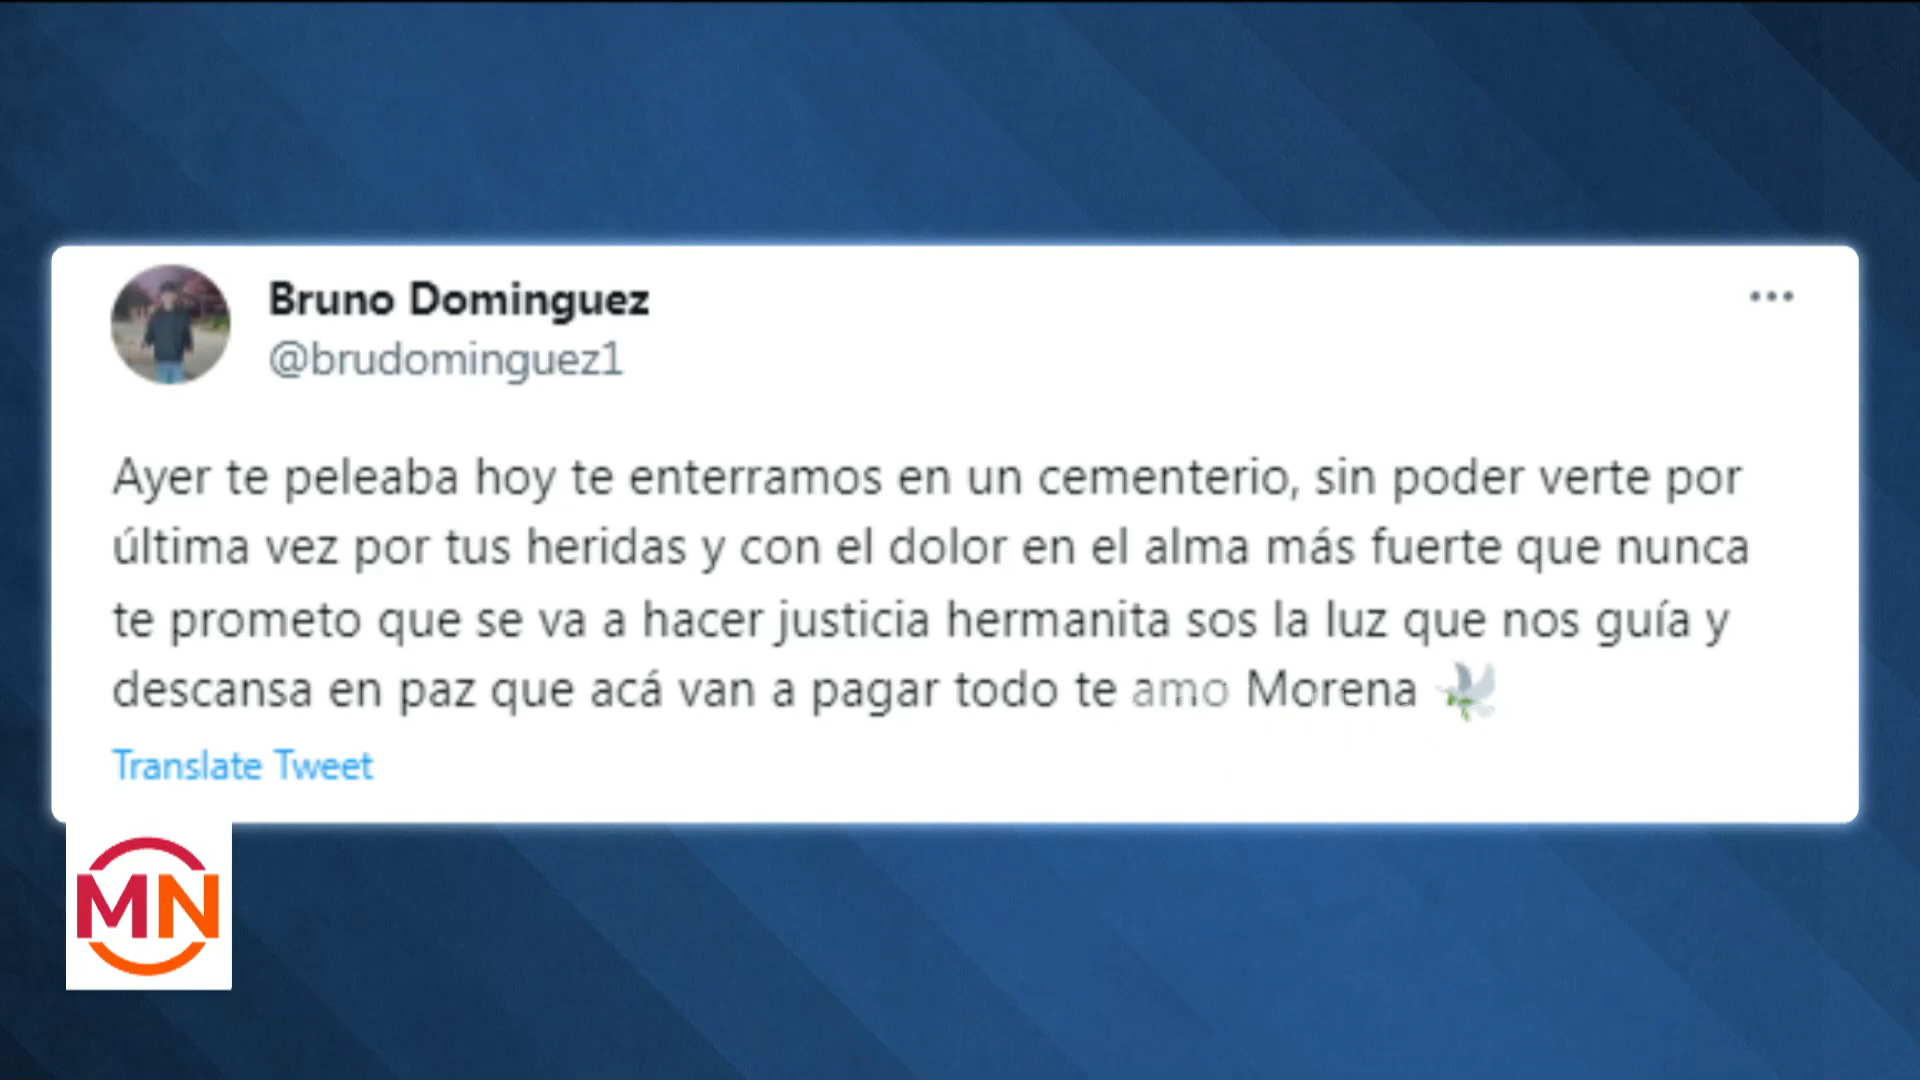 Bruno Dominguez
@brudominguez1
Ayer te peleaba hoy te enterramos en un cementerio, sin poder verte por
última vez por tus heridas y con el dolor en el alma más fuerte que nunca
te prometo que se va a hacer justicia hermanita sos la luz que nos guía y
descansa en paz que acá van a pagar todo te amo Morena 🕊️
Translate Tweet
MN